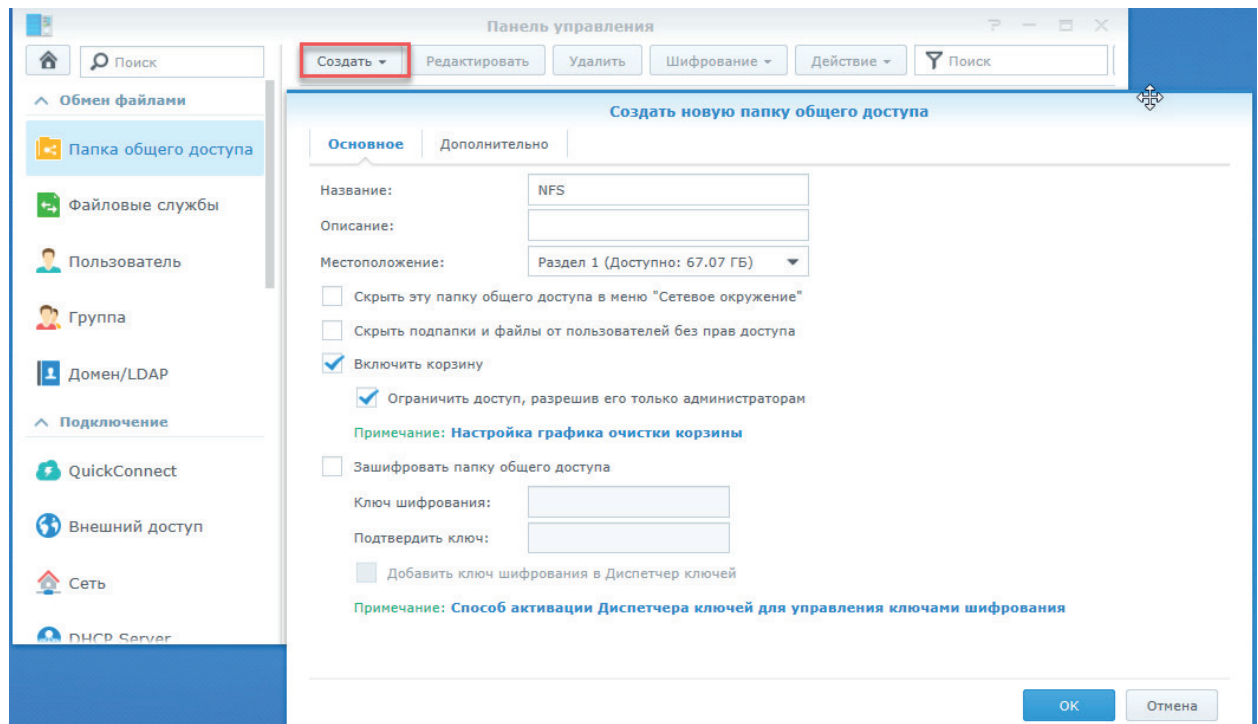 Панель управления
Поиск
Создать Редактировать Удалить Шифрование Действие Поиск
Обмен файлами
Папка общего доступа
Файловые службы
Пользователь
Группа
Домен/LDAP
Подключение
QuickConnect
Внешний доступ
Сеть
DHCP Server
Создать новую папку общего доступа
Основное Дополнительно
Название: NFS
Описание:
Местоположение: Раздел 1 (Доступно: 67.07 ГБ)
Скрыть эту папку общего доступа в меню "Сетевое окружение"
Скрыть подпапки и файлы от пользователей без прав доступа
Включить корзину
Ограничить доступ, разрешив его только администраторам
Примечание: Настройка графика очистки корзины
Зашифровать папку общего доступа
Ключ шифрования:
Подтвердить ключ:
Добавить ключ шифрования в Диспетчер ключей
Примечание: Способ активации Диспетчера ключей для управления ключами шифрования
OK Отмена